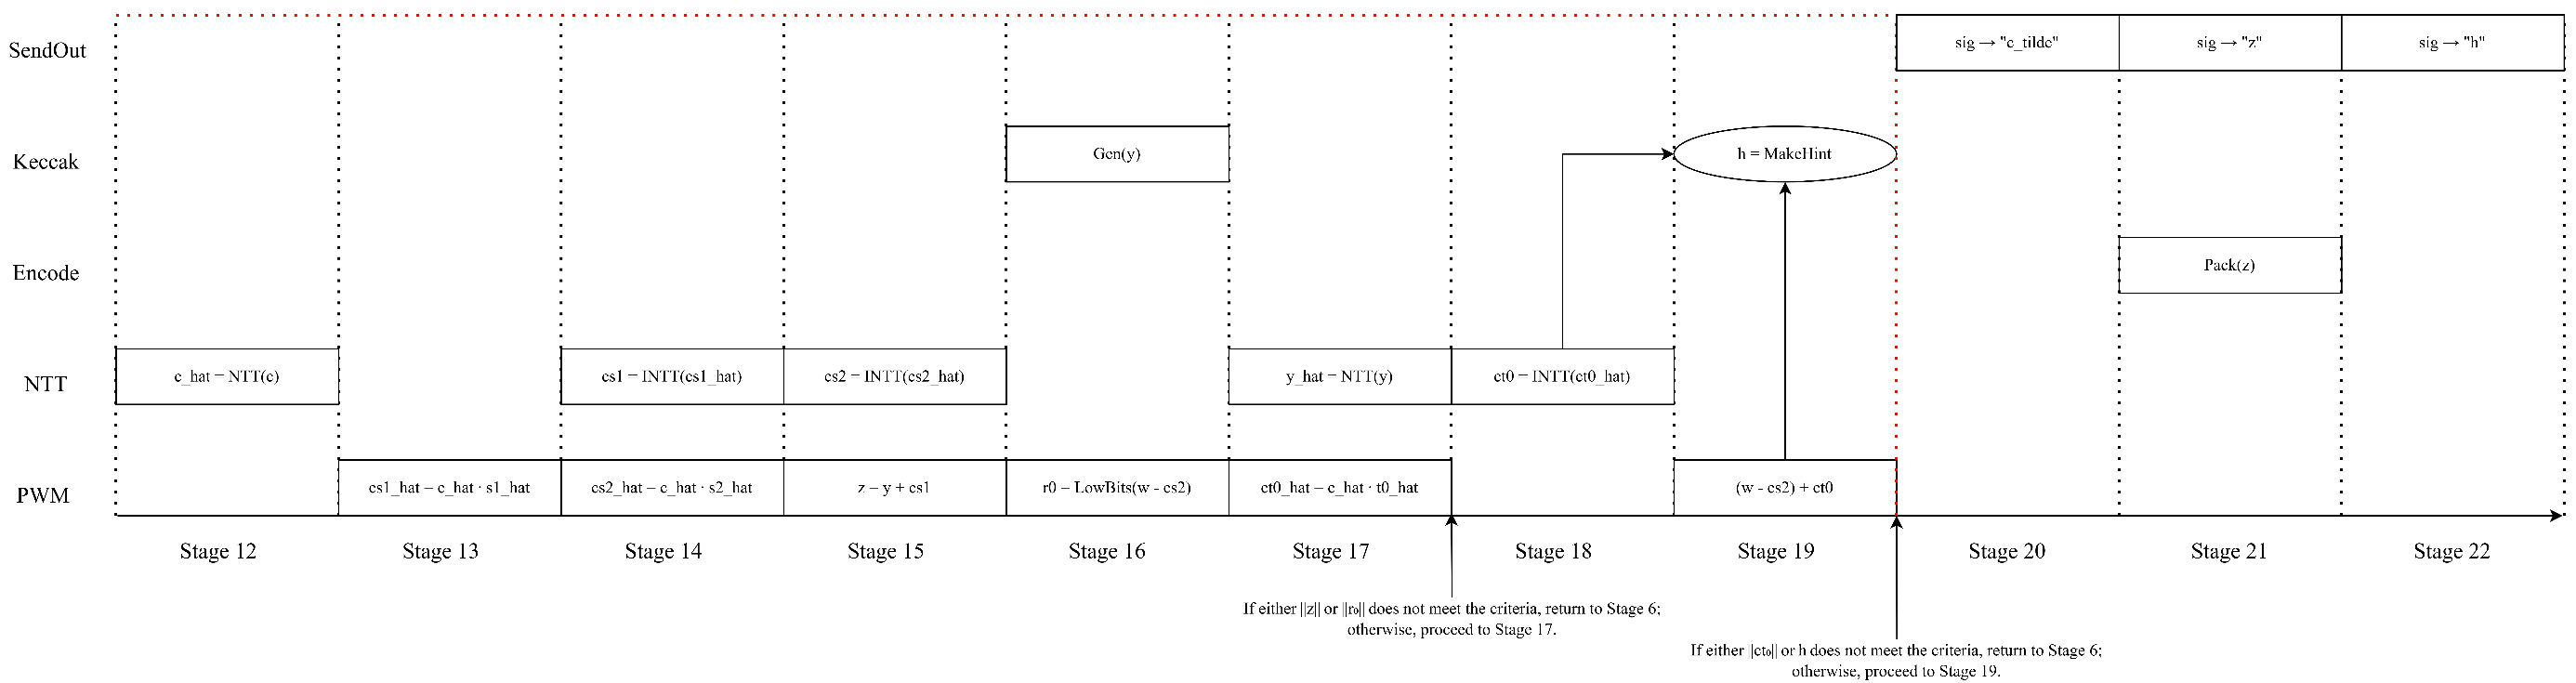 SendOut
sig → "c_tilde"
sig → "z"
sig → "h"
Keccak
Gen(y)
h = MakeHint
Encode
Pack(z)
NTT
c_hat = NTT(c)
cs1 = INTT(cs1_hat)
cs2 = INTT(cs2_hat)
y_hat = NTT(y)
ct0 = INTT(ct0_hat)
PWM
cs1_hat = c_hat · s1_hat
cs2_hat = c_hat · s2_hat
z = y + cs1
r0 = LowBits(w - cs2)
ct0_hat = c_hat · t0_hat
(w - cs2) + ct0
Stage 12
Stage 13
Stage 14
Stage 15
Stage 16
Stage 17
Stage 18
Stage 19
Stage 20
Stage 21
Stage 22
If either ||z|| or ||r₀|| does not meet the criteria, return to Stage 6;
otherwise, proceed to Stage 17.
If either ||ct₀|| or h does not meet the criteria, return to Stage 6;
otherwise, proceed to Stage 19.